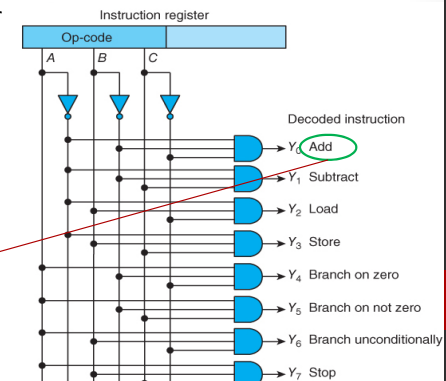 Instruction register
Op-code
A B C
Decoded instruction
Y0 Add
Y1 Subtract
Y2 Load
Y3 Store
Y4 Branch on zero
Y5 Branch on not zero
Y6 Branch unconditionally
Y7 Stop